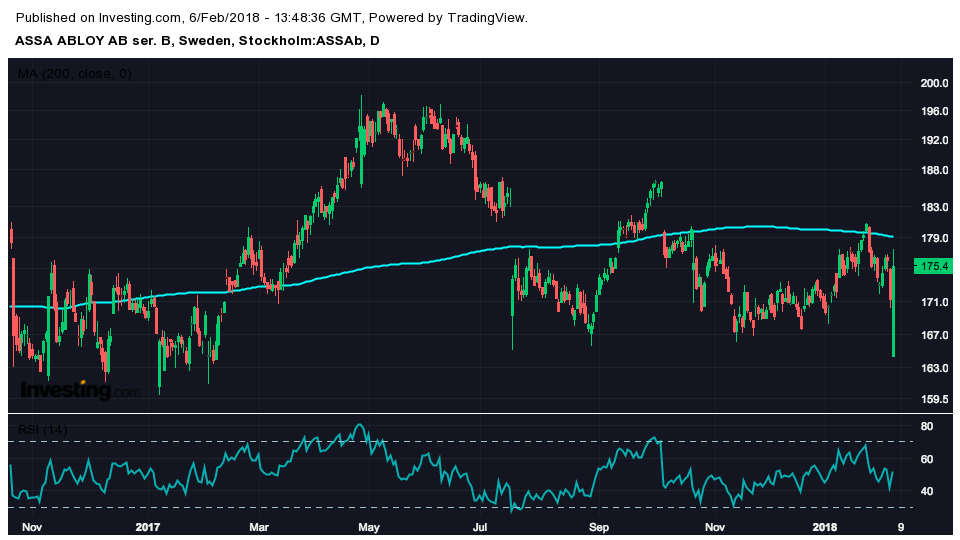 Published on Investing.com, 6/Feb/2018 - 13:48:36 GMT, Powered by TradingView.
ASSA ABLOY AB ser. B, Sweden, Stockholm:ASSAb, D
MA (200, close, 0)
200.0
196.0
192.0
188.0
183.0
179.0
175.4
171.0
167.0
163.0
159.5
Investing.com
RSI (14)
80
60
40
Nov 2017 Mar May Jul Sep Nov 2018 9